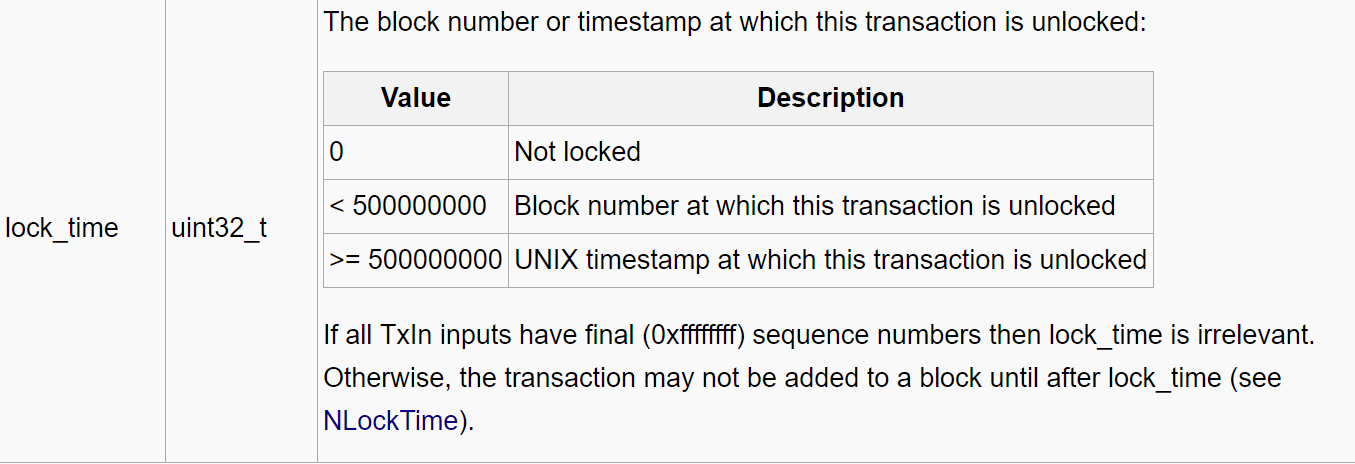 The block number or timestamp at which this transaction is unlocked:
Value Description
0 Not locked
< 500000000 Block number at which this transaction is unlocked
lock_time uint32_t
>= 500000000 UNIX timestamp at which this transaction is unlocked
If all TxIn inputs have final (0xffffffff) sequence numbers then lock_time is irrelevant.
Otherwise, the transaction may not be added to a block until after lock_time (see
NLockTime).